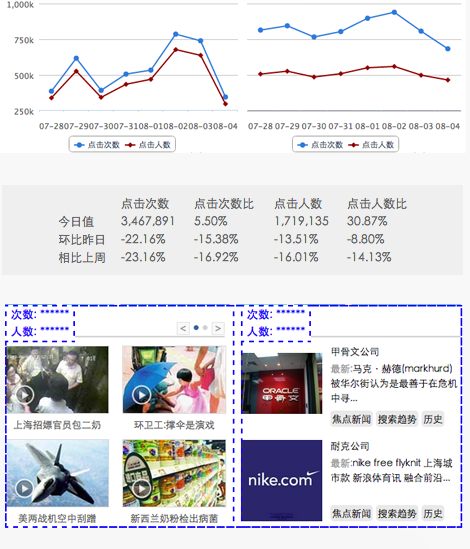 1,000k
750k
500k
250k
07-28 07-29 07-30 07-31 08-01 08-02 08-03 08-04
点击次数 点击人数
07-28 07-29 07-30 07-31 08-01 08-02 08-03 08-04
点击次数 点击人数
点击次数 点击次数比 点击人数 点击人数比
今日值 3,467,891 5.50% 1,719,135 30.87%
环比昨日 -22.16% -15.38% -13.51% -8.80%
相比上周 -23.16% -16.92% -16.01% -14.13%
次数: ******
人数: ******
< >
上海招嫖官员包二奶
环卫工:撑伞是演戏
美两战机空中刮蹭
新西兰奶粉检出病菌
次数: ******
人数: ******
ORACLE
甲骨文
甲骨文公司
最新:马克·赫德(markhurd)
被华尔街认为是最善于在危机
中寻...
焦点新闻 搜索趋势 历史
nike.com
耐克公司
最新:nike free flyknit 上海城
市款 新浪体育讯 融合前沿...
焦点新闻 搜索趋势 历史